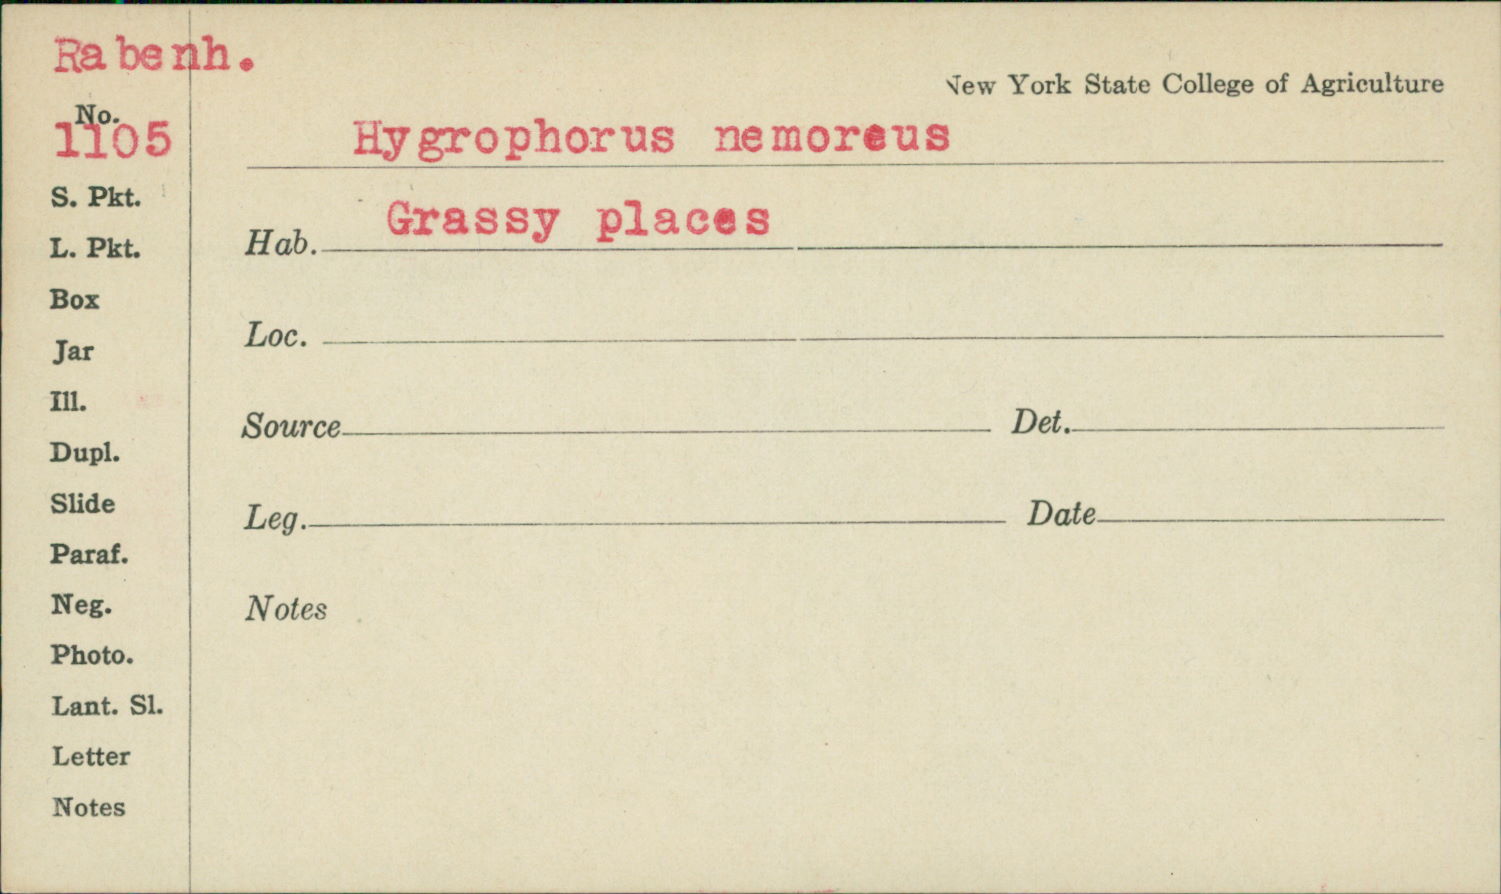 Rabenh.
New York State College of Agriculture
No.
1105
Hygrophorus nemoreus
S. Pkt.
Hab. Grassy places
L. Pkt.
Box
Loc.
Jar
Ill.
Source Det.
Dupl.
Slide
Leg. Date
Paraf.
Neg.
Notes
Photo.
Lant. Sl.
Letter
Notes